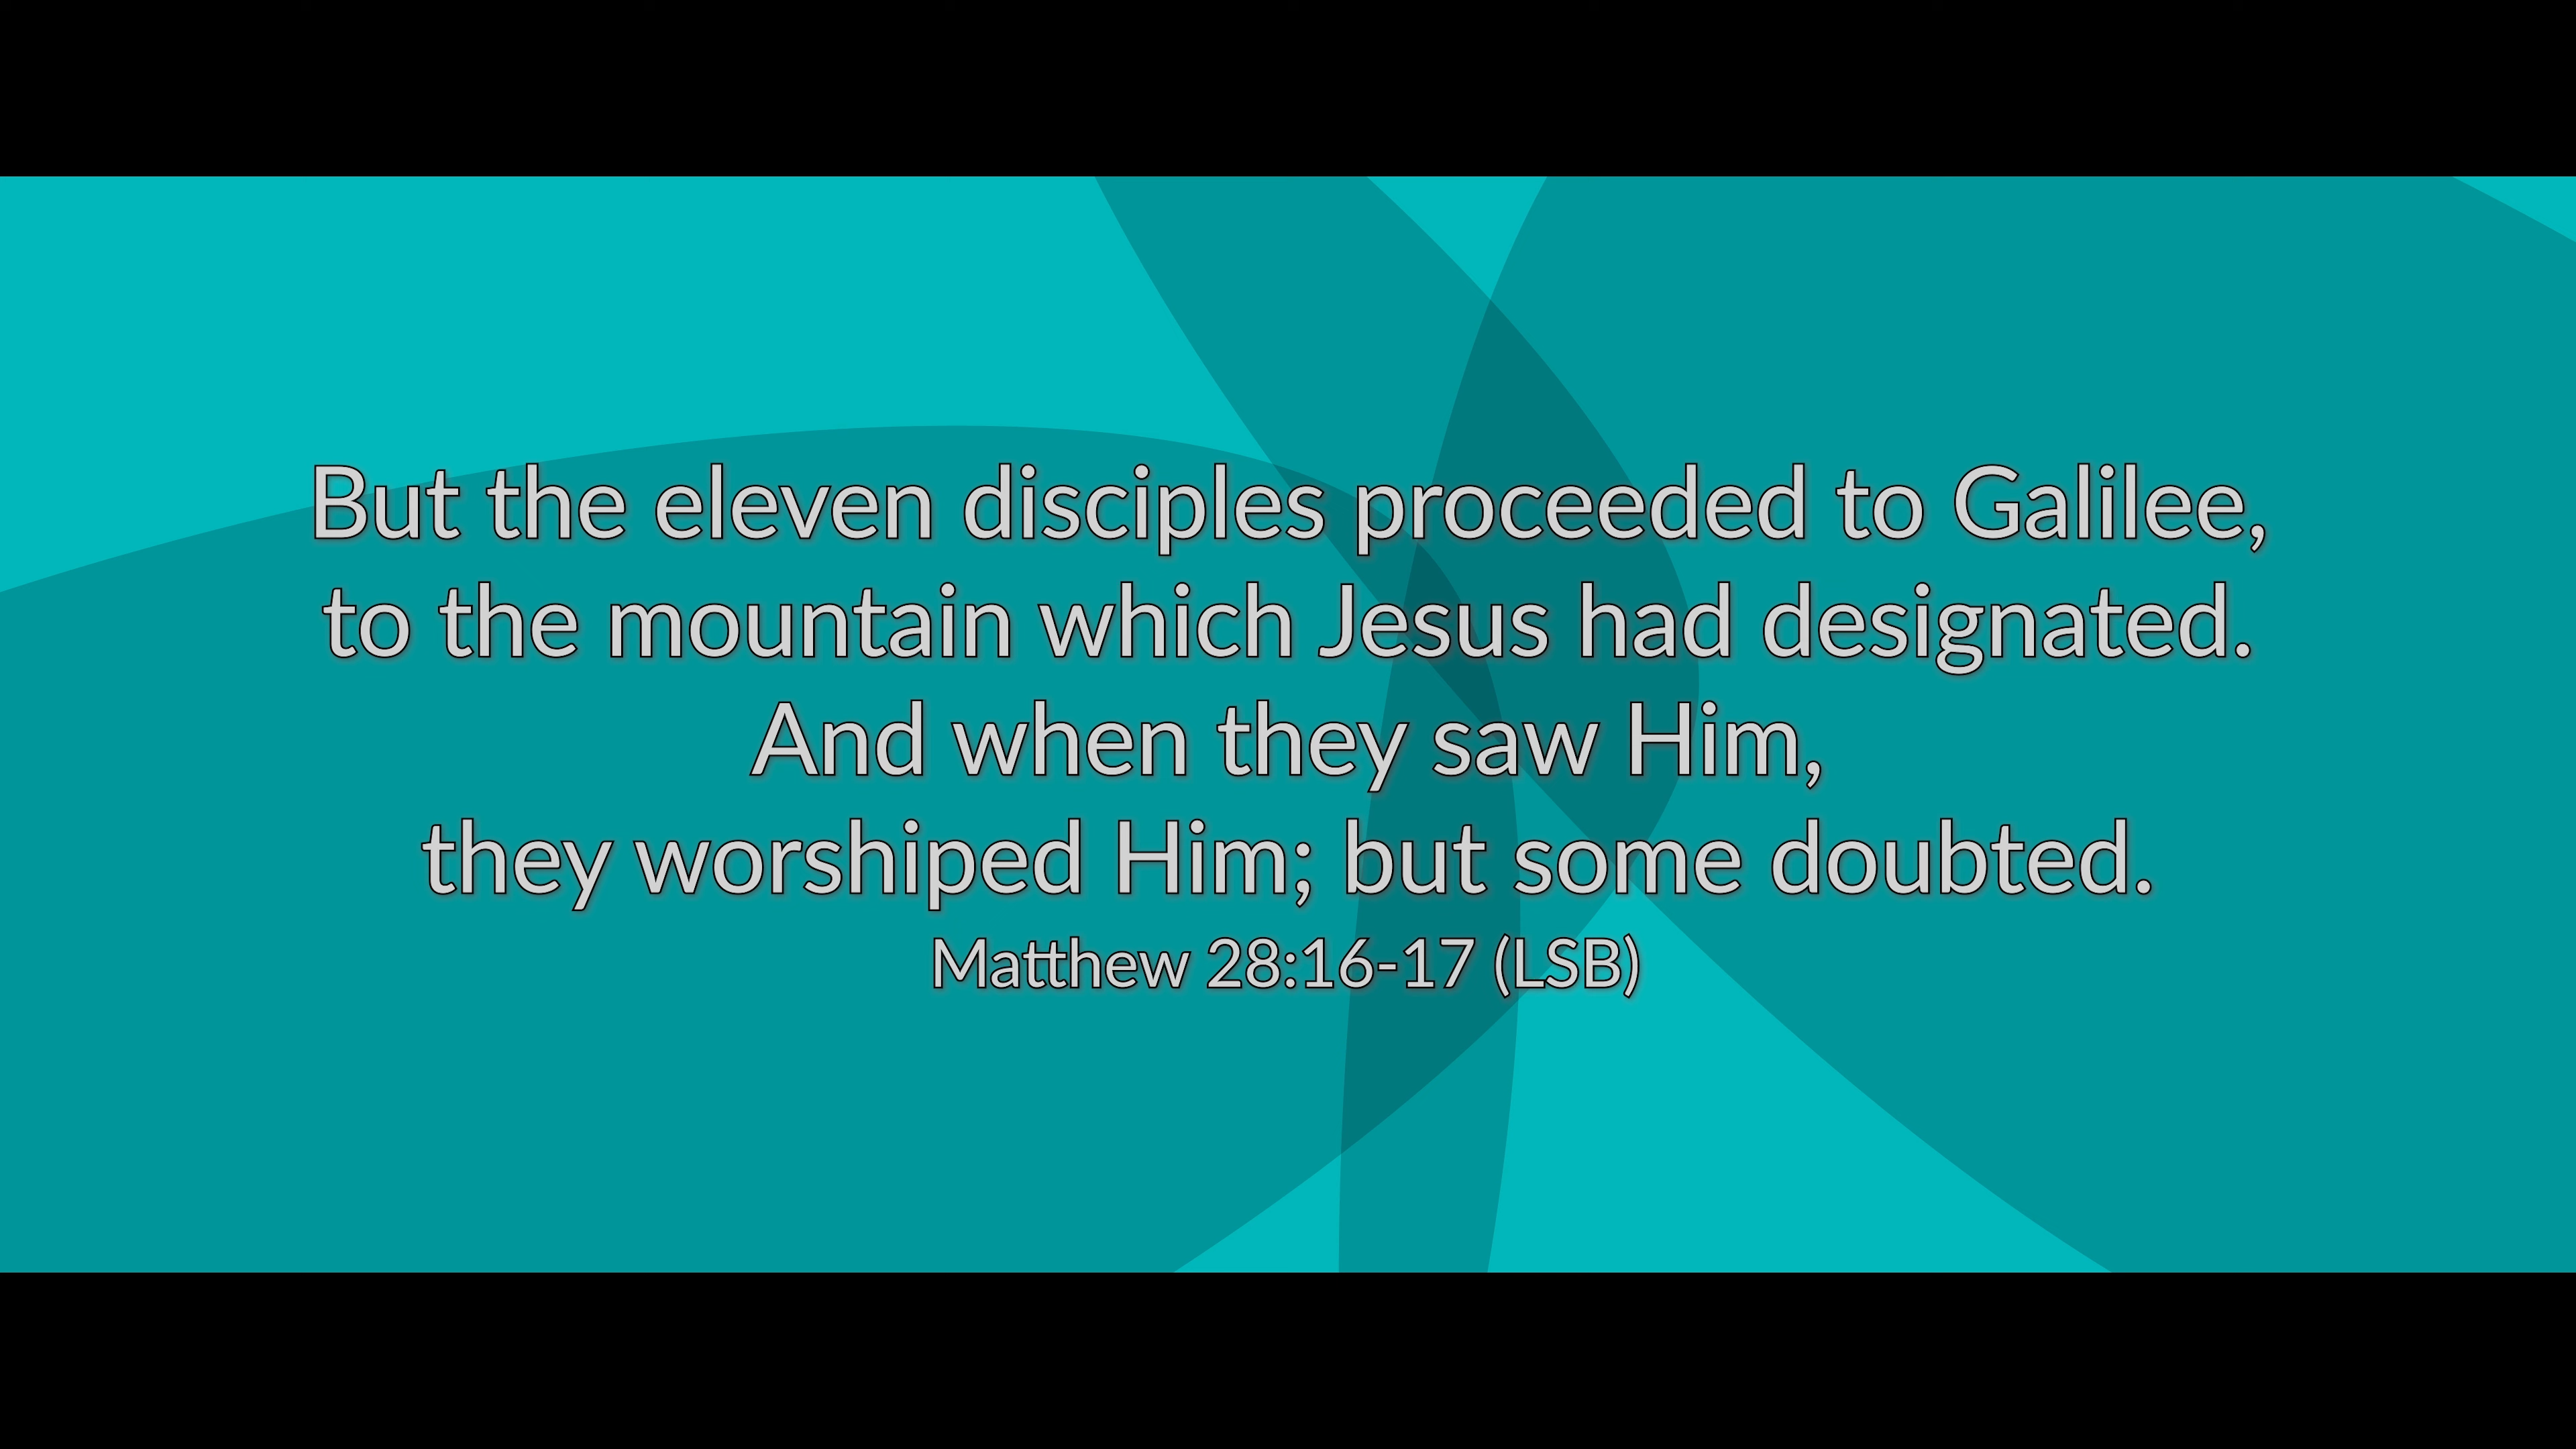 But the eleven disciples proceeded to Galilee,
to the mountain which Jesus had designated.
And when they saw Him,
they worshiped Him; but some doubted.
Matthew 28:16-17 (LSB)